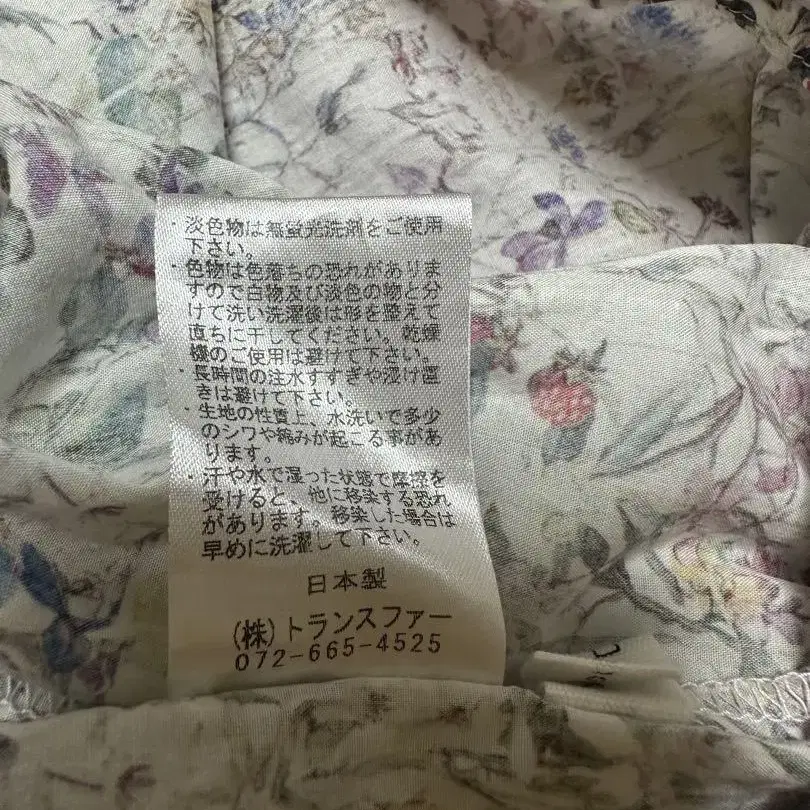 ・淡色物は無蛍光洗剤をご使用
下さい。
・色物は色落ちの恐れがありま
すので白物及び淡色の物と分
けて洗い洗濯後は形を整えて
直ちに干してください。乾燥
機のご使用は避けて下さい。
・長時間の注水すすぎや浸け置
きは避けて下さい。
・生地の性質上、水洗いで多少
のシワや縮みが起こる事があ
ります。
・汗や水で湿った状態で摩擦を
受けると、他に移染する恐れ
があります。移染した場合は
早めに洗濯して下さい。
日本製
(株)トランスファー
072-665-4525